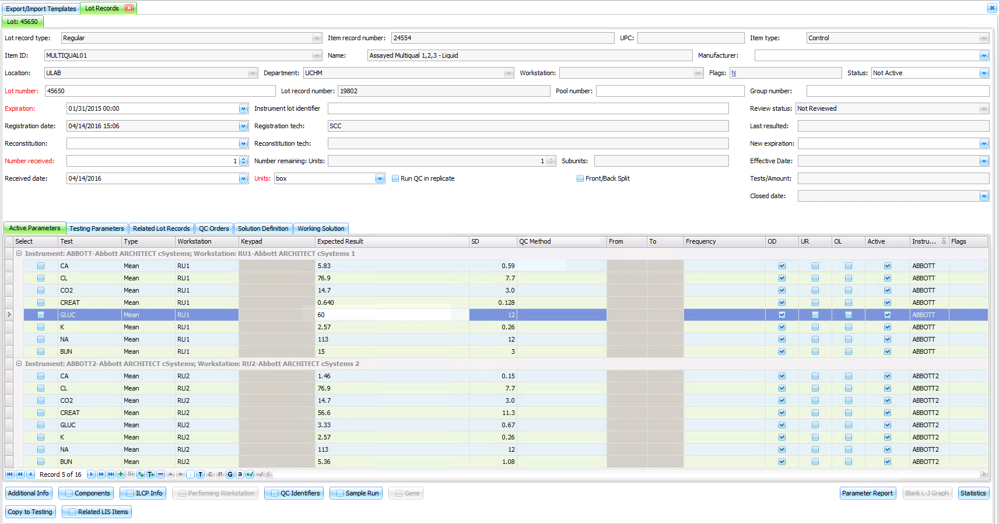 Export/Import Templates Lot Records
Lot: 45650
Lot record type: Regular Item record number: 24554 UPC: Item type: Control
Item ID: MULTIQUAL01 Name: Assayed Multiqual 1,2,3 - Liquid Manufacturer:
Location: ULAB Department: UCHM Workstation: Flags: N Status: Not Active
Lot number: 45650 Lot record number: 19802 Pool number: Group number:
Expiration: 01/31/2015 00:00 Instrument lot identifier Review status: Not Reviewed
Registration date: 04/14/2016 15:06 Registration tech: SCC Last resulted:
Reconstitution: Reconstitution tech: New expiration:
Number received: 1 Number remaining: Units: 1 Subunits: Effective Date:
Received date: 04/14/2016 Units: box Run QC in replicate Front/Back Split Tests/Amount:
Closed date:
Active Parameters Testing Parameters Related Lot Records QC Orders Solution Definition Working Solution
Select Test Type Workstation Keypad Expected Result SD QC Method From To Frequency OD UR OL Active Instru... Flags
Instrument: ABBOTT-Abbott ARCHITECT cSystems; Workstation: RU1-Abbott ARCHITECT cSystems 1
CA Mean RU1 5.83 0.59 ABBOTT
CL Mean RU1 76.9 7.7 ABBOTT
CO2 Mean RU1 14.7 3.0 ABBOTT
CREAT Mean RU1 0.640 0.128 ABBOTT
GLUC Mean RU1 60 12 ABBOTT
K Mean RU1 2.57 0.26 ABBOTT
NA Mean RU1 113 12 ABBOTT
BUN Mean RU1 15 3 ABBOTT
Instrument: ABBOTT2-Abbott ARCHITECT cSystems; Workstation: RU2-Abbott ARCHITECT cSystems 2
CA Mean RU2 1.46 0.15 ABBOTT2
CL Mean RU2 76.9 7.7 ABBOTT2
CO2 Mean RU2 14.7 3.0 ABBOTT2
CREAT Mean RU2 56.6 11.3 ABBOTT2
GLUC Mean RU2 3.33 0.67 ABBOTT2
K Mean RU2 2.57 0.26 ABBOTT2
NA Mean RU2 113 12 ABBOTT2
BUN Mean RU2 5.36 1.08 ABBOTT2
Record 5 of 16 G+ T T+ C P G a
Additional Info Components ILCP Info Performing Workstation QC Identifiers Sample Run Gene Parameter Report Blank L-J Graph Statistics
Copy to Testing Related LIS Items